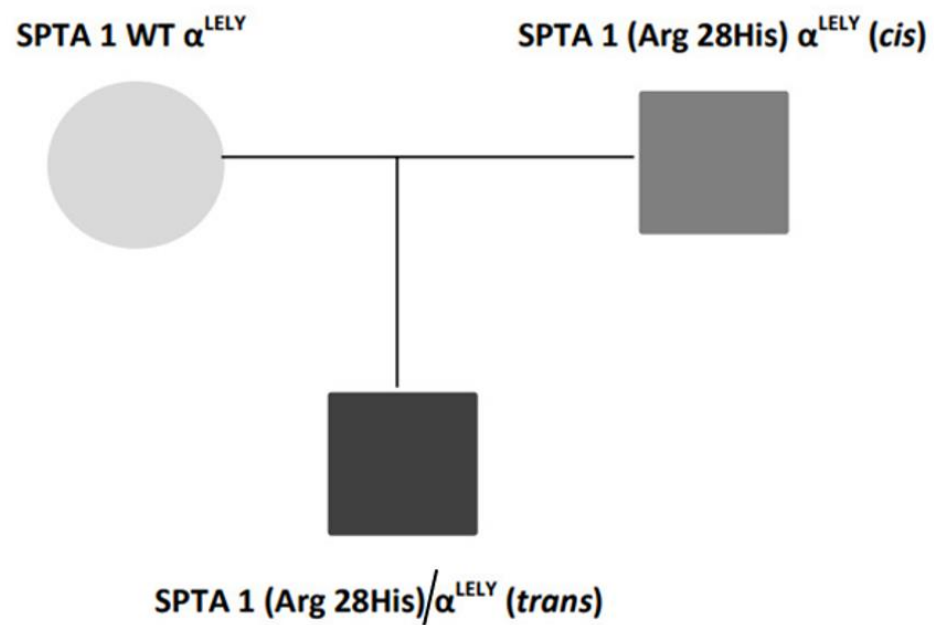 SPTA 1 WT α^LELY
SPTA 1 (Arg 28His) α^LELY (cis)
SPTA 1 (Arg 28His)/α^LELY (trans)